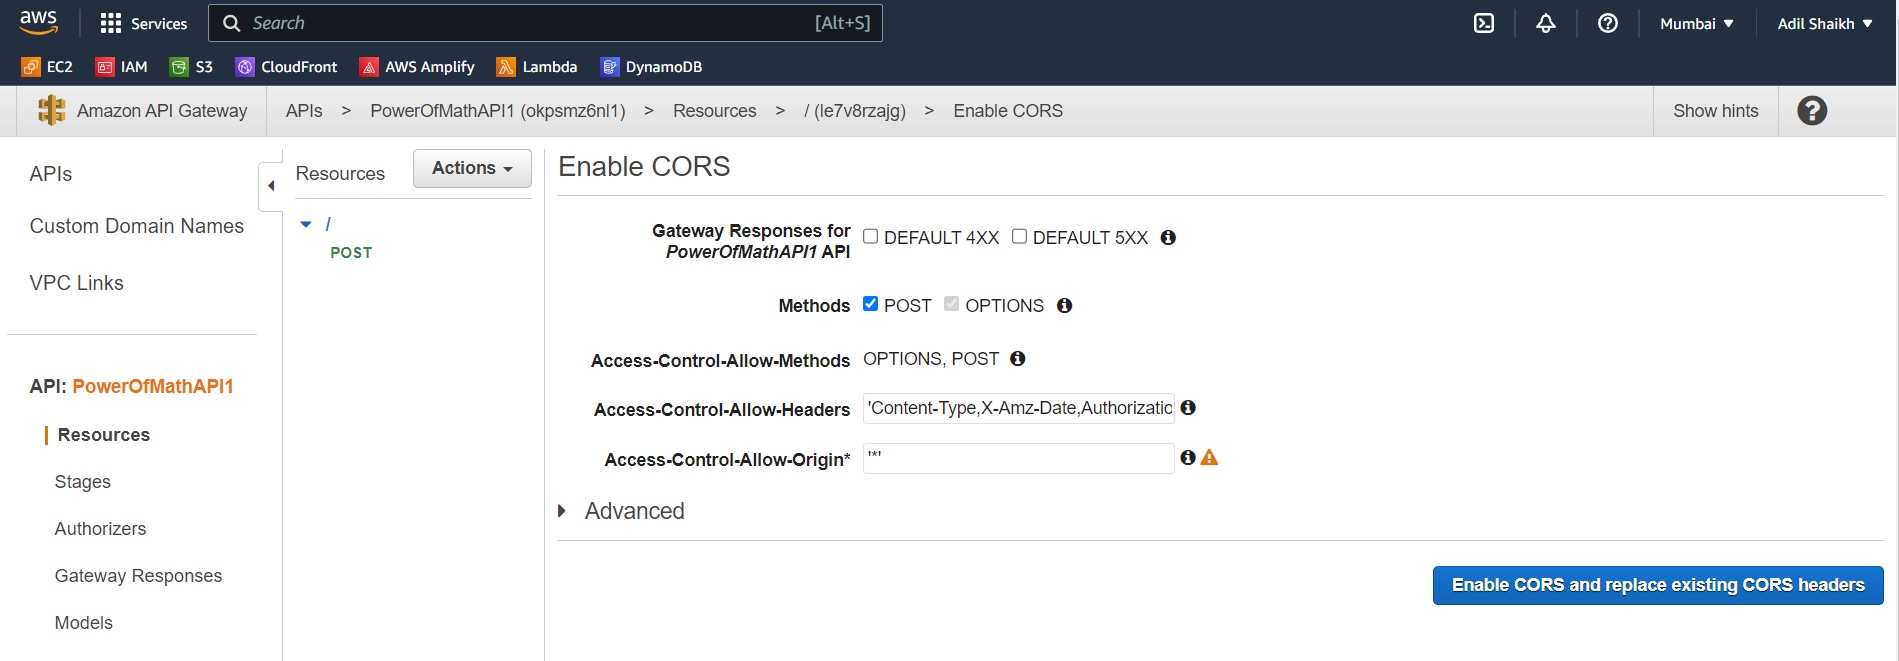 aws Services Search [Alt+S] Mumbai ▼ Adil Shaikh ▼
EC2 IAM S3 CloudFront AWS Amplify Lambda DynamoDB
Amazon API Gateway APIs > PowerOfMathAPI1 (okpsmz6nl1) > Resources > / (le7v8rzajg) > Enable CORS Show hints ?
APIs
Custom Domain Names
VPC Links
API: PowerOfMathAPI1
Resources
Stages
Authorizers
Gateway Responses
Models
Resources Actions
/
POST
Enable CORS
Gateway Responses for
PowerOfMathAPI1 API
DEFAULT 4XX DEFAULT 5XX
Methods POST OPTIONS
Access-Control-Allow-Methods OPTIONS, POST
Access-Control-Allow-Headers 'Content-Type,X-Amz-Date,Authorizatio
Access-Control-Allow-Origin* '*'
Advanced
Enable CORS and replace existing CORS headers